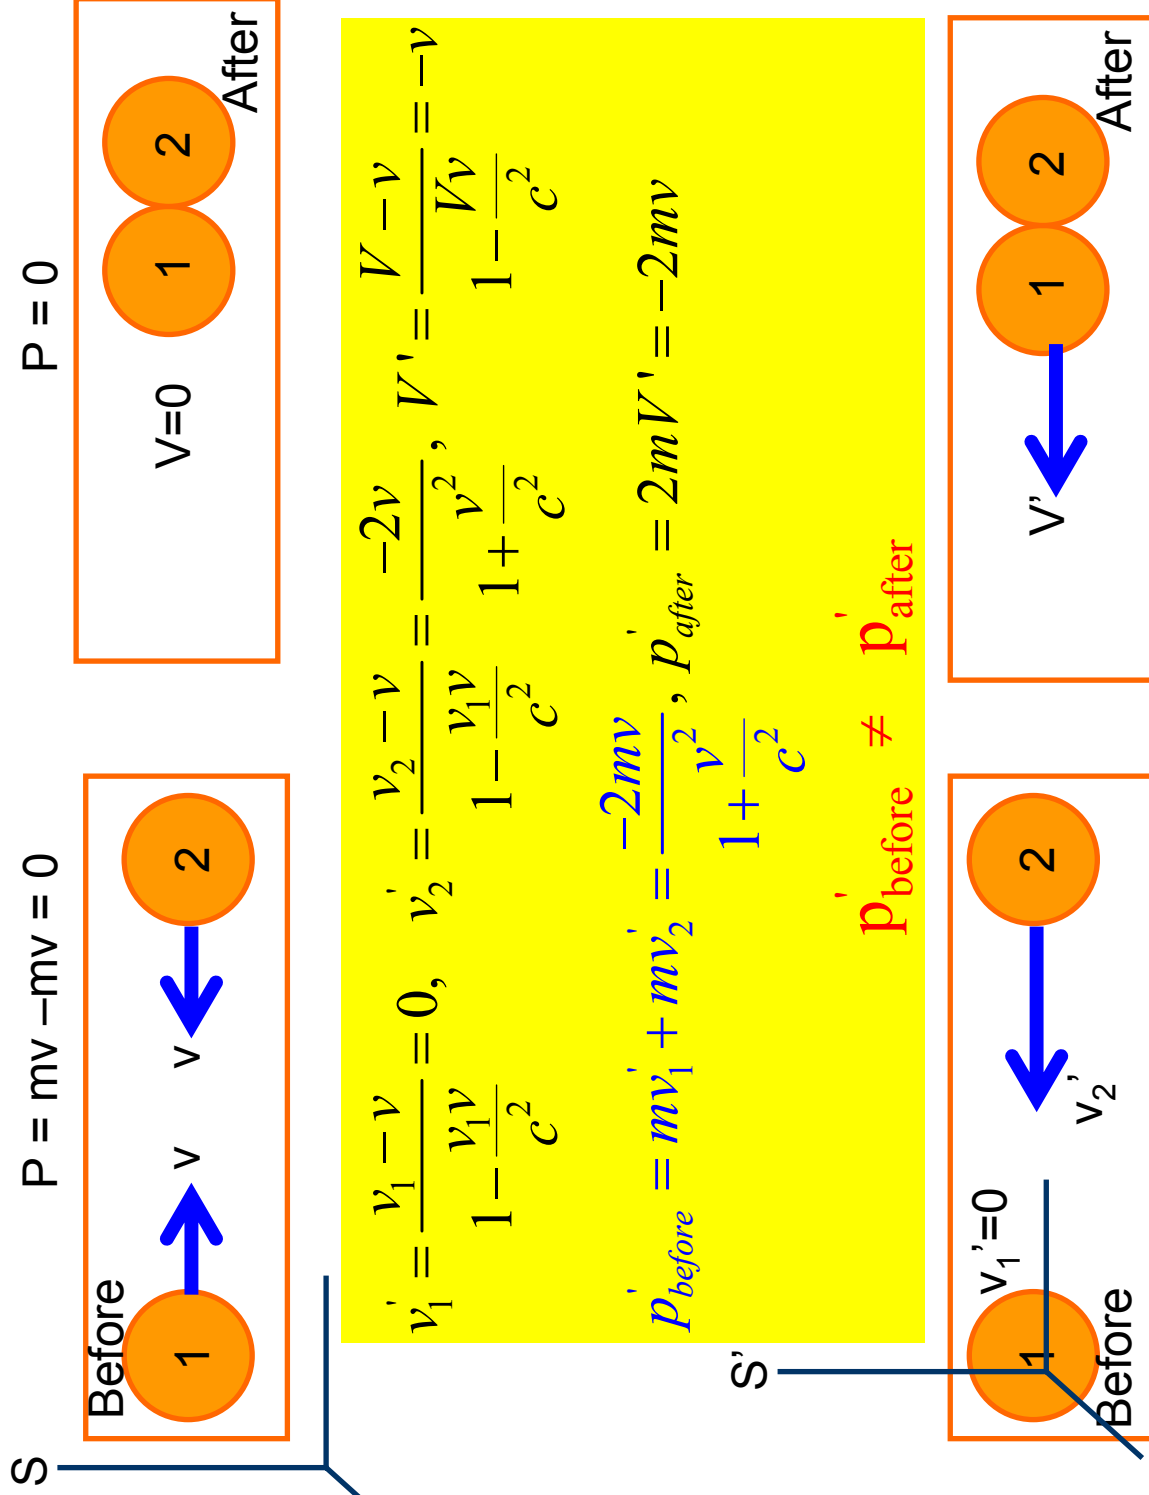 S
P = mv –mv = 0
P = 0
Before
1
v
v
2
V=0
1
2
After
v₁' = (v₁ − v)/(1 − v₁v/c²) = 0, v₂' = (v₂ − v)/(1 − v₁v/c²) = −2v/(1 + v²/c²), V' = (V − v)/(1 − Vv/c²) = −v
p'before = mv₁' + mv₂' = −2mv/(1 + v²/c²), p'after = 2mV' = −2mv
p'before ≠ p'after
S’
v₁’=0
1
Before
v₂’
2
V’
1
2
After